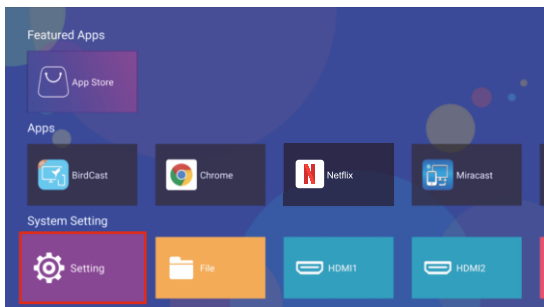 Featured Apps
App Store
Apps
BirdCast
Chrome
N
Netflix
Miracast
System Setting
Setting
File
HDMI1
HDMI2